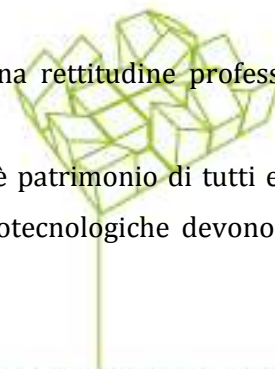 na rettitudine profess
è patrimonio di tutti e
otecnologiche devono